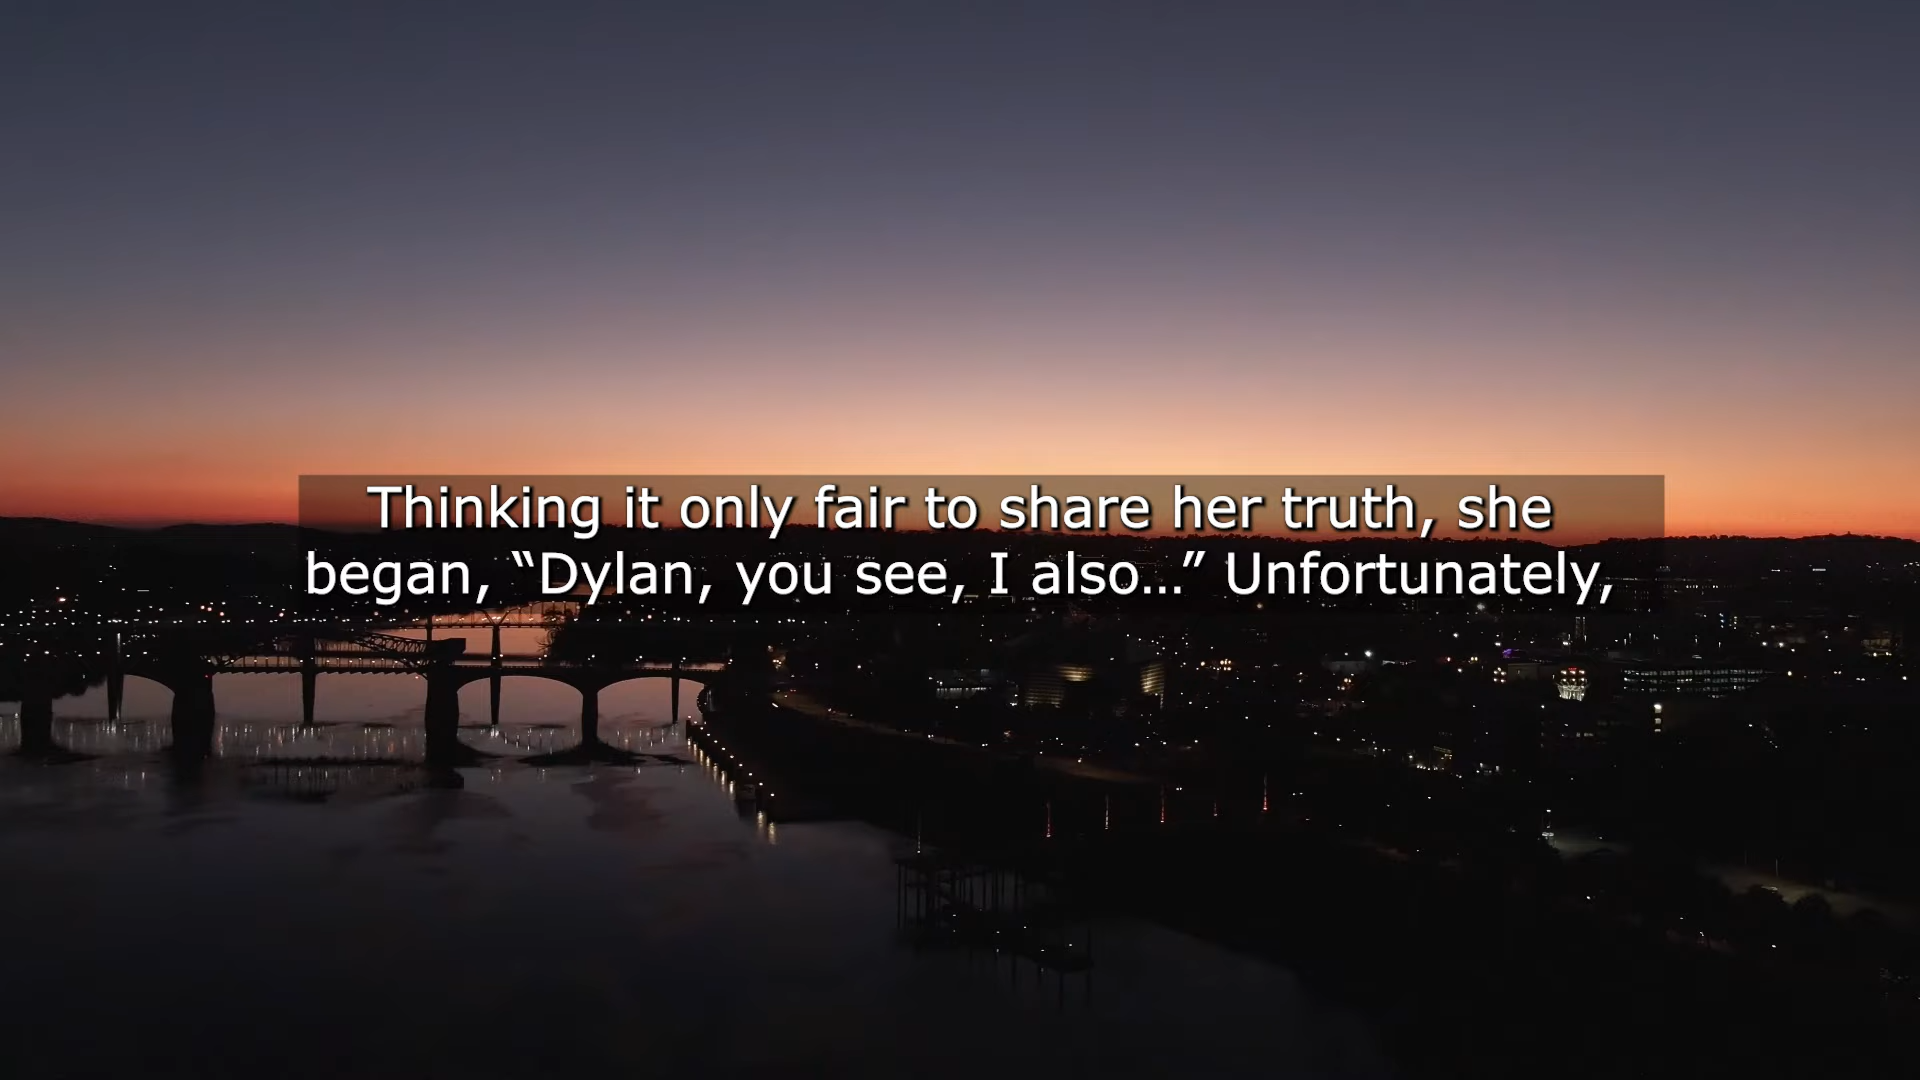 Thinking it only fair to share her truth, she
began, “Dylan, you see, I also…” Unfortunately,